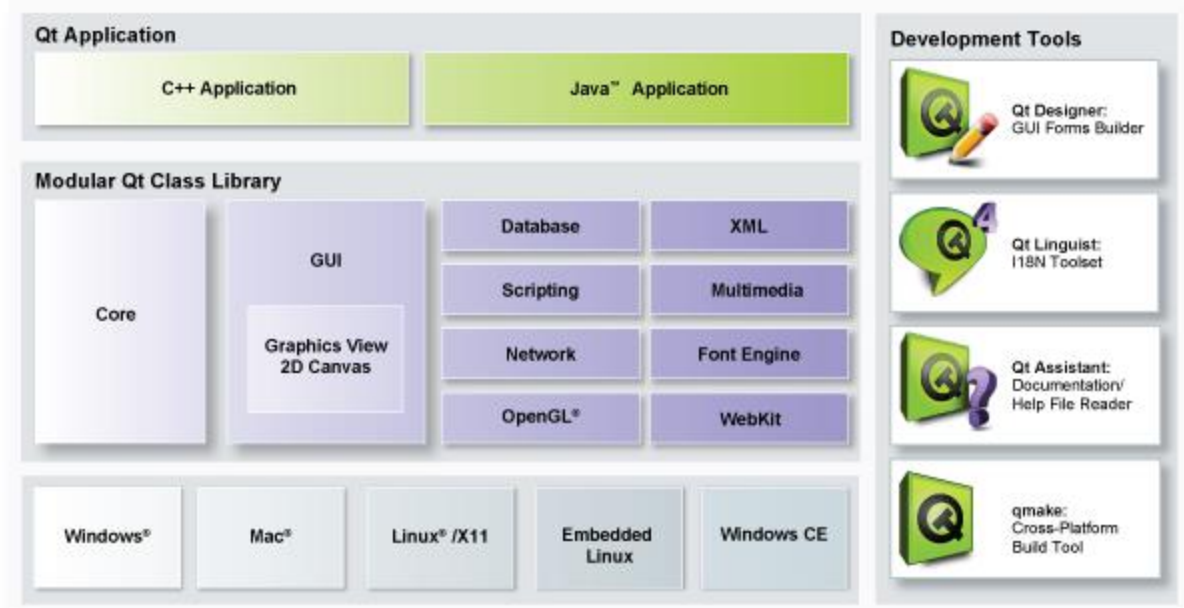 Qt Application
C++ Application
Java™ Application
Modular Qt Class Library
Core
GUI
Graphics View
2D Canvas
Database
XML
Scripting
Multimedia
Network
Font Engine
OpenGL®
WebKit
Windows®
Mac®
Linux® /X11
Embedded
Linux
Windows CE
Development Tools
Qt Designer:
GUI Forms Builder
4
Qt Linguist:
I18N Toolset
?
Qt Assistant:
Documentation/
Help File Reader
qmake:
Cross-Platform
Build Tool